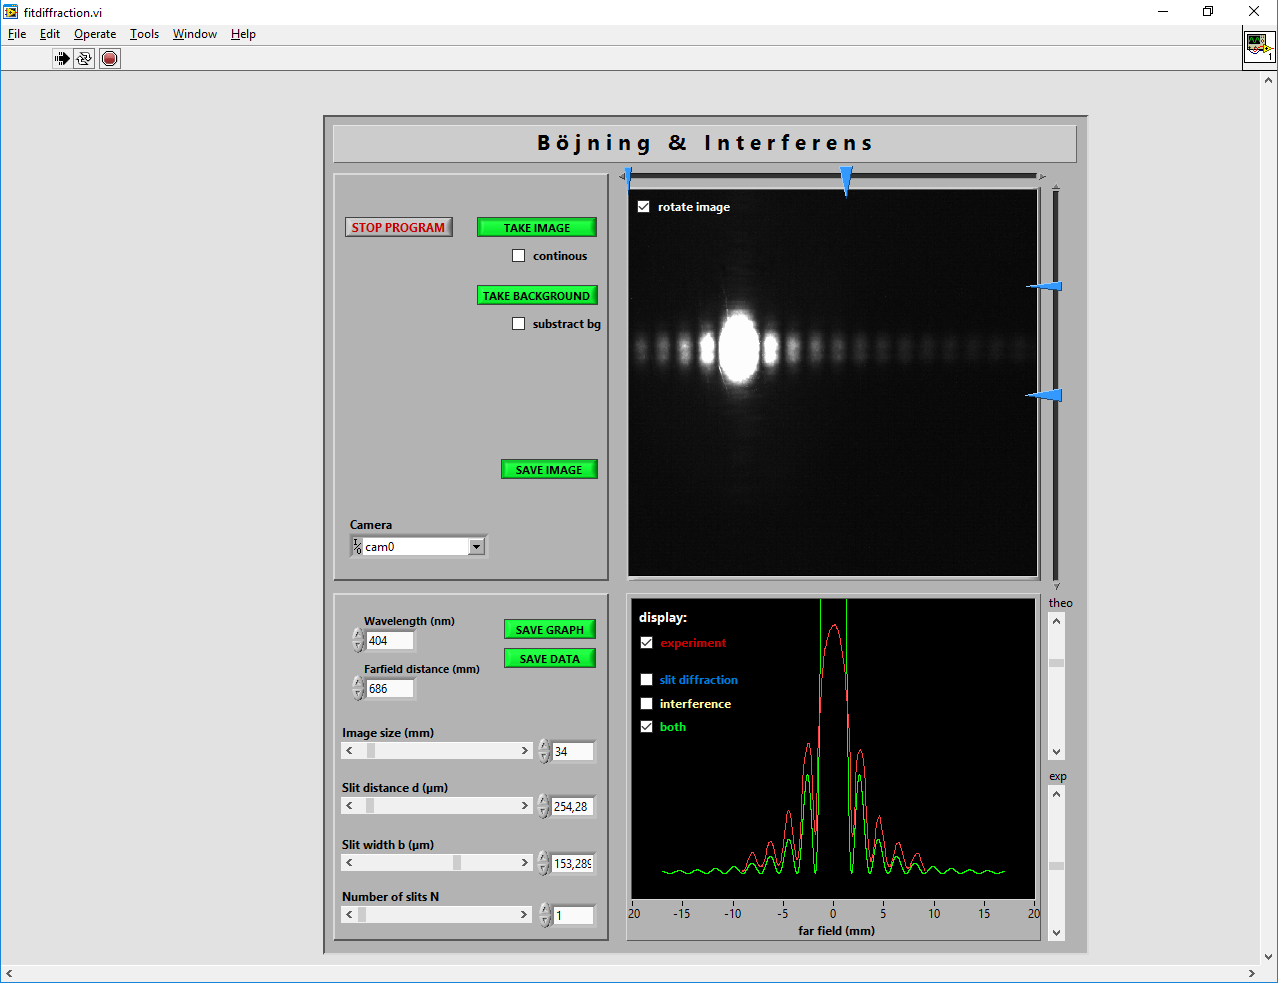 fitdiffraction.vi
File Edit Operate Tools Window Help
1
Böjning & Interferens
STOP PROGRAM
TAKE IMAGE
continous
TAKE BACKGROUND
substract bg
SAVE IMAGE
Camera
I/O cam0
rotate image
Wavelength (nm)
404
SAVE GRAPH
SAVE DATA
Farfield distance (mm)
686
Image size (mm)
34
Slit distance d (µm)
254,28
Slit width b (µm)
153,289
Number of slits N
1
display:
experiment
slit diffraction
interference
both
20 -15 -10 -5 0 5 10 15 20
far field (mm)
theo
exp